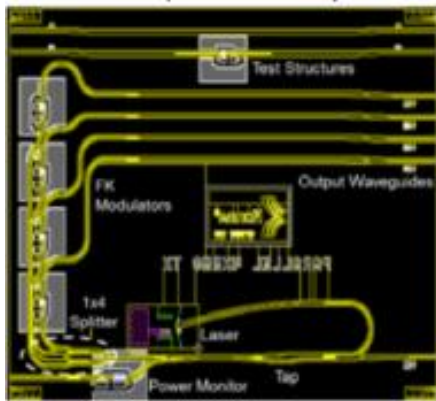 Test Structures
FK
Modulators
Output Waveguides
1x4
Splitter
Laser
Power Monitor
Tap